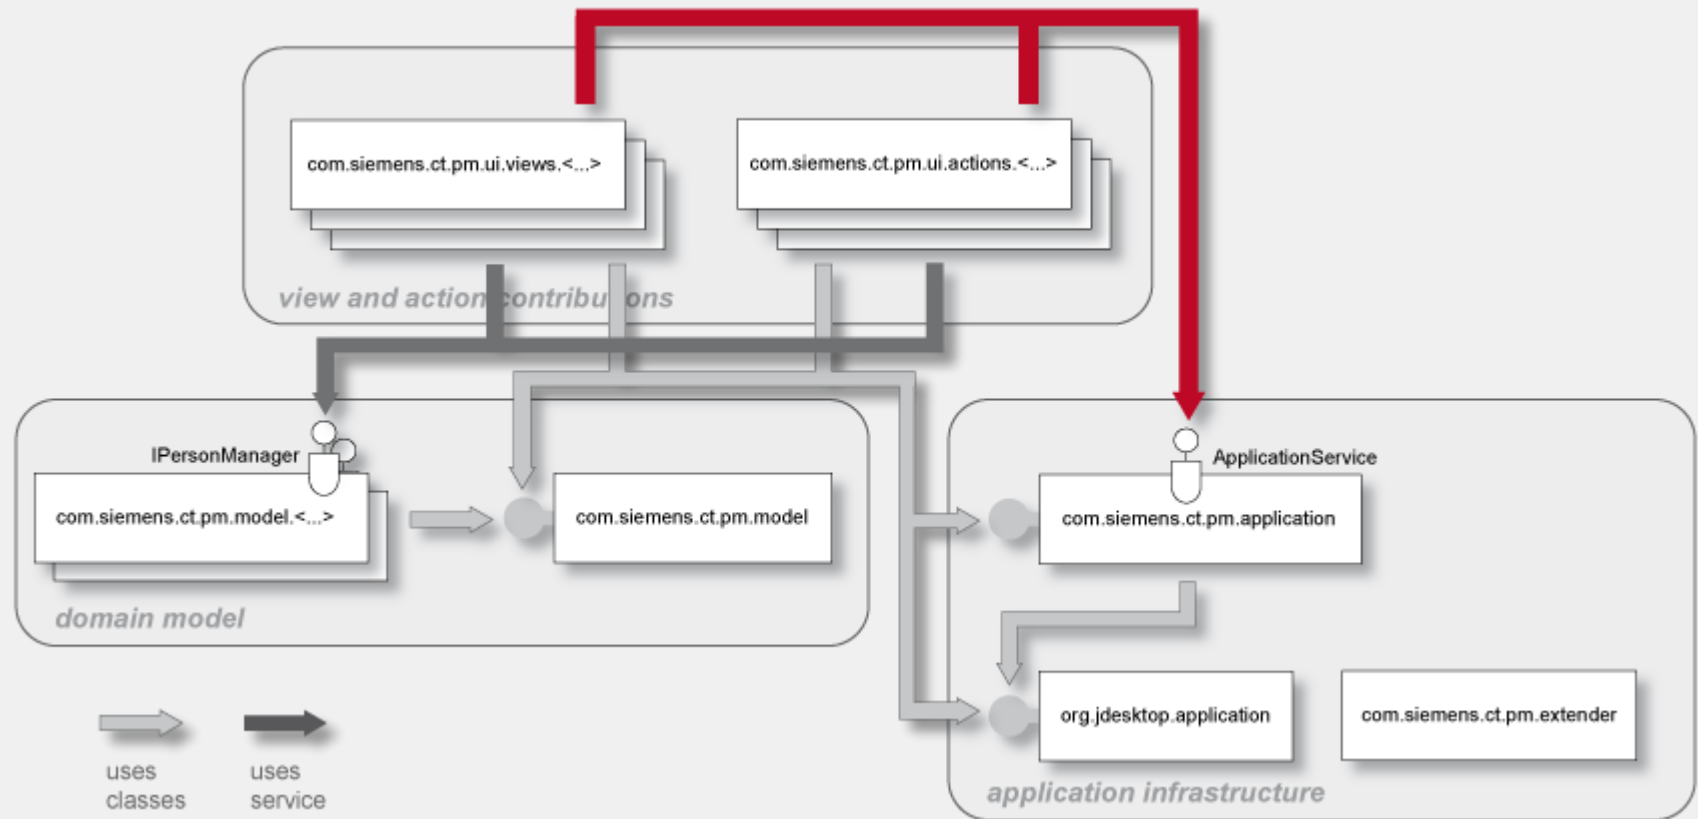 com.siemens.ct.pm.ui.views.<...>
com.siemens.ct.pm.ui.actions.<...>
view and action contributions
IPersonManager
com.siemens.ct.pm.model.<...>
com.siemens.ct.pm.model
domain model
ApplicationService
com.siemens.ct.pm.application
org.jdesktop.application
com.siemens.ct.pm.extender
application infrastructure
uses
classes
uses
service